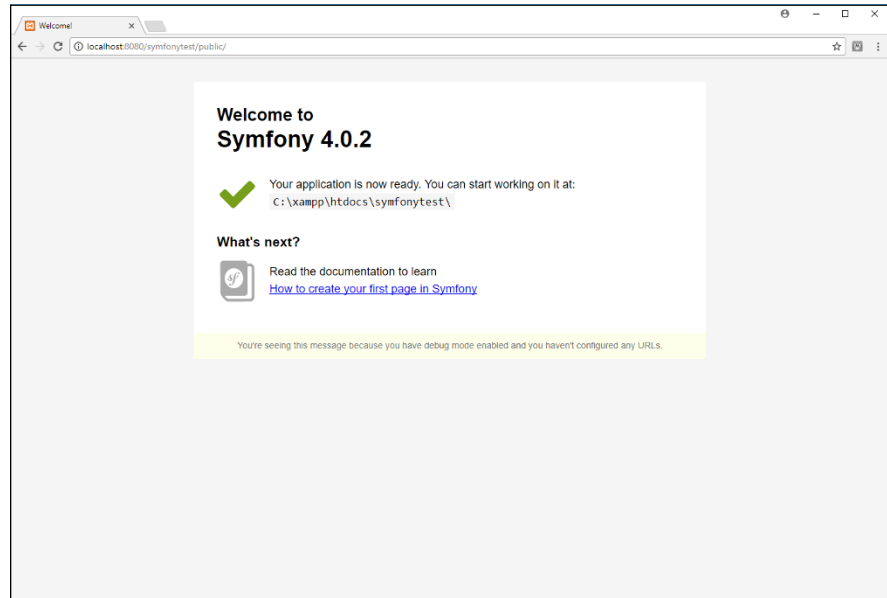 Welcome!
localhost:8080/symfonytest/public/
Welcome to
Symfony 4.0.2
Your application is now ready. You can start working on it at:
C:\xampp\htdocs\symfonytest\
What's next?
sf
Read the documentation to learn
How to create your first page in Symfony
You're seeing this message because you have debug mode enabled and you haven't configured any URLs.